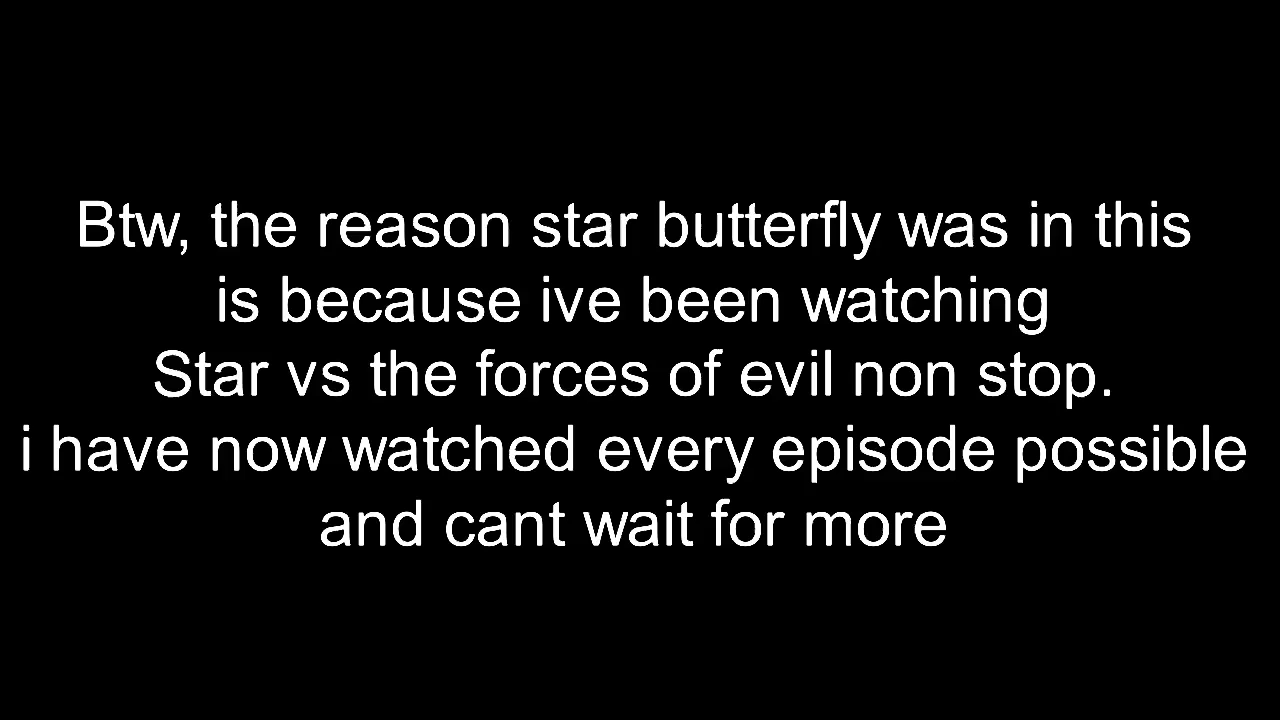 Btw, the reason star butterfly was in this
is because ive been watching
Star vs the forces of evil non stop.
i have now watched every episode possible
and cant wait for more